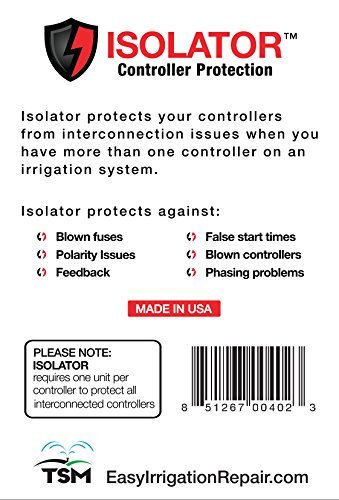 ISOLATOR™
Controller Protection
Isolator protects your controllers
from interconnection issues when you
have more than one controller on an
irrigation system.
Isolator protects against:
Blown fuses
Polarity Issues
Feedback
False start times
Blown controllers
Phasing problems
MADE IN USA
PLEASE NOTE:
ISOLATOR
requires one unit per
controller to protect all
interconnected controllers
8 51267 00402 3
TSM
EasyIrrigationRepair.com